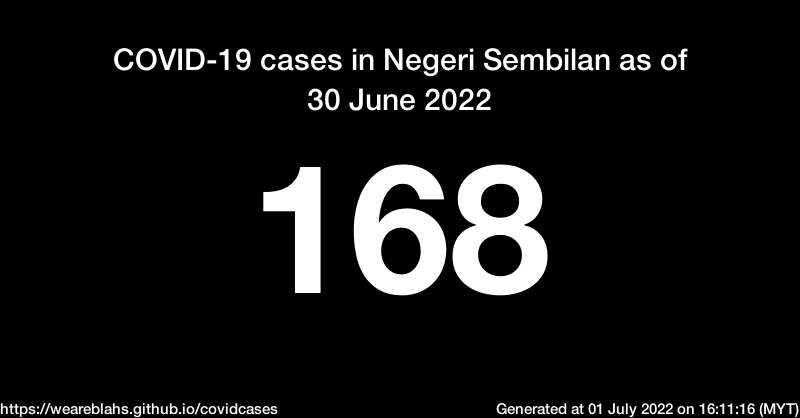 COVID-19 cases in Negeri Sembilan as of
30 June 2022
168
https://weareblahs.github.io/covidcases
Generated at 01 July 2022 on 16:11:16 (MYT)